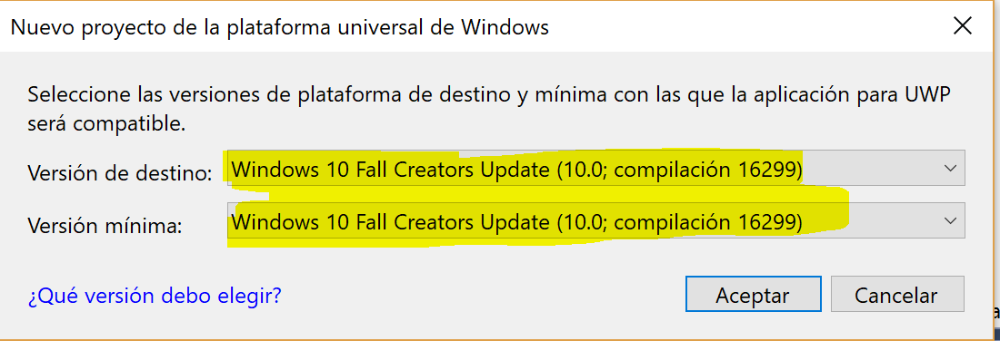 Nuevo proyecto de la plataforma universal de Windows
Seleccione las versiones de plataforma de destino y mínima con las que la aplicación para UWP
será compatible.
Versión de destino: Windows 10 Fall Creators Update (10.0; compilación 16299)
Versión mínima: Windows 10 Fall Creators Update (10.0; compilación 16299)
¿Qué versión debo elegir? Aceptar Cancelar